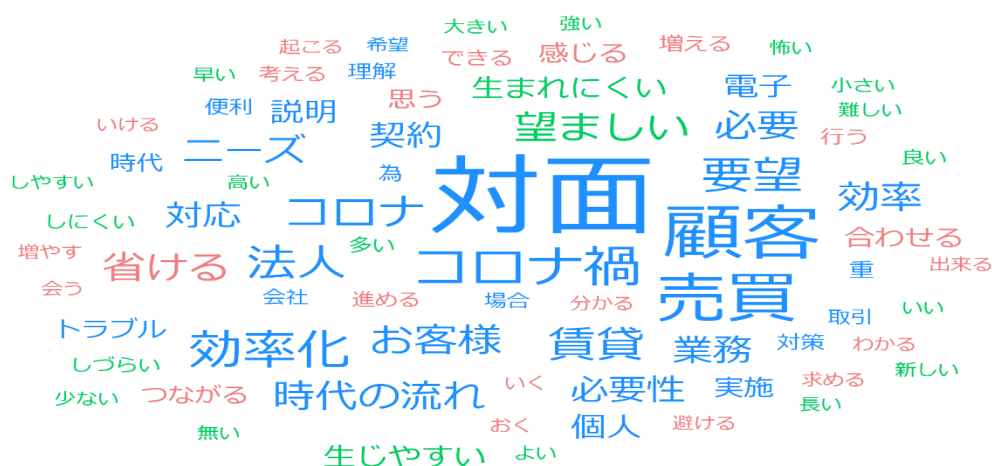 大きい
強い
起こる
希望
できる
感じる
増える
怖い
早い
考える
理解
生まれにくい
電子
小さい
便利
説明
思う
難しい
いける
契約
望ましい
必要
行う
時代
ニーズ
為
対面
要望
良い
しやすい
高い
効率
しにくい
対応
コロナ
顧客
合わせる
増やす
省ける
法人
多い
コロナ禍
売買
重
出来る
会う
会社
進める
場合
分かる
いい
トラブル
効率化
お客様
賃貸
業務
対策
取引
わかる
しづらい
新しい
少ない
つながる
時代の流れ
いく
必要性
実施
求める
長い
無い
おく
個人
避ける
生じやすい
よい